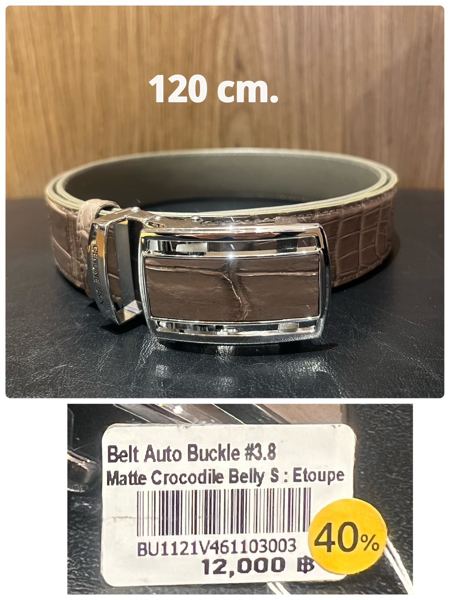 120 cm.
Belt Auto Buckle #3.8
Matte Crocodile Belly S : Etoupe
BU1121V461103003
12,000 ฿
40%